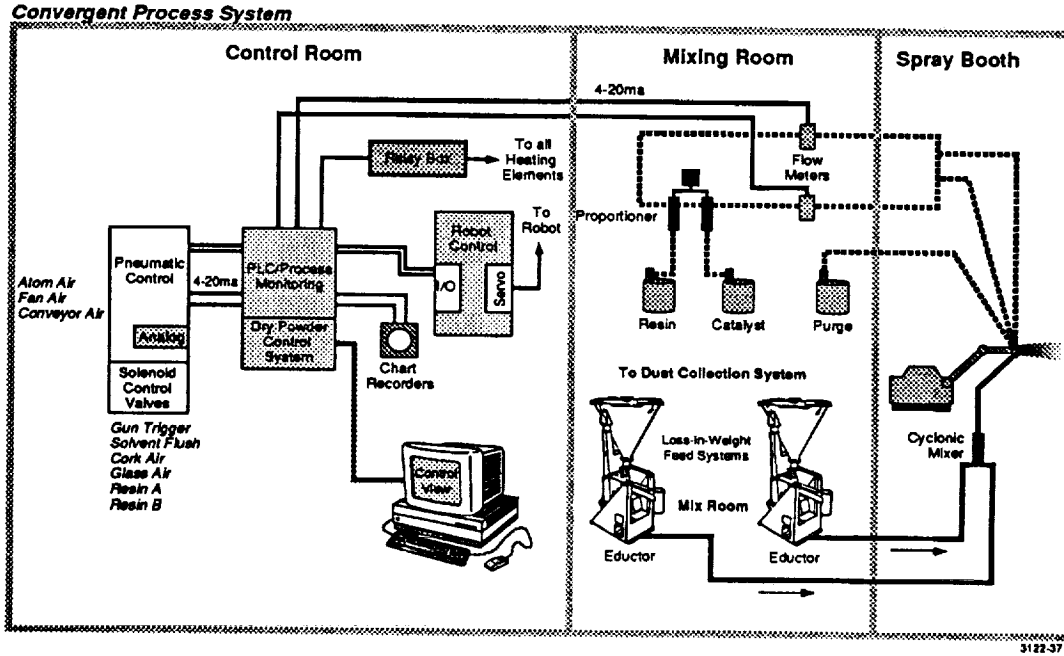 Convergent Process System
Control Room
Mixing Room
Spray Booth
4-20ma
Relay Box
To all
Heating
Elements
Flow
Meters
Proportioner
To
Robot
Robot
Control
I/O
Servo
Pneumatic
Control
4-20ma
PLC/Process
Monitoring
Atom Air
Fan Air
Conveyor Air
Analog
Dry Powder
Control
System
Chart
Recorders
Resin
Catalyst
Purge
Solenoid
Control
Valves
To Dust Collection System
Gun Trigger
Solvent Flush
Cork Air
Glass Air
Resin A
Resin B
Control
View
Loss-in-Weight
Feed Systems
Cyclonic
Mixer
Mix Room
Eductor
Eductor
3122-37